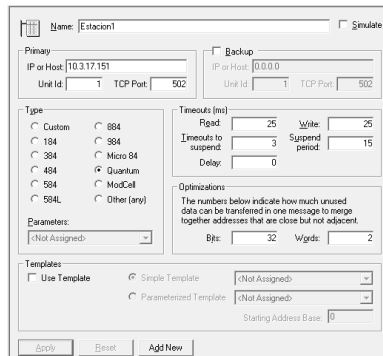 Name: Estacion1 Simulate
Primary Backup
IP or Host: 10.3.17.151 IP or Host: 0.0.0.0
Unit Id: 1 TCP Port: 502 Unit Id: 1 TCP Port: 502
Type Timeouts (ms)
Custom 884 Read: 25 Write: 25
184 984 Timeouts to suspend: 3 Suspend period: 15
384 Micro 84 Delay: 0
484 Quantum
584 ModCell Optimizations
584L Other (any) The numbers below indicate how much unused
data can be transferred in one message to merge
together addresses that are close but not adjacent.
Parameters:
<Not Assigned> Bits: 32 Words: 2
Templates
Use Template Simple Template <Not Assigned>
Parameterized Template <Not Assigned>
Starting Address Base: 0
Apply Reset Add New